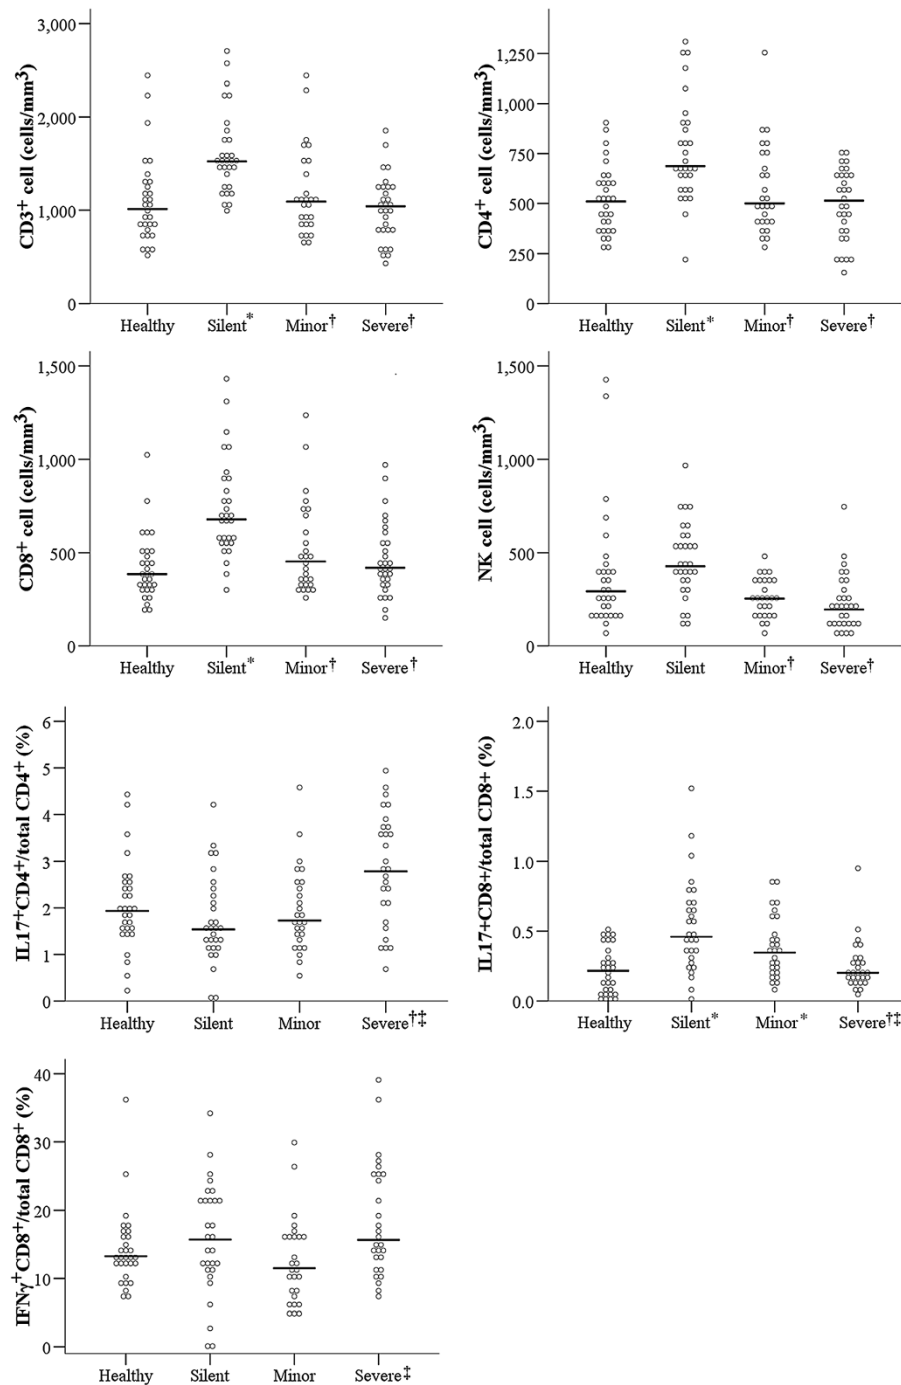 CD3+ cell (cells/mm3)
3,000
2,000
1,000
0
Healthy Silent* Minor† Severe†
CD4+ cell (cells/mm3)
1,250
1,000
750
500
250
0
Healthy Silent* Minor† Severe†
CD8+ cell (cells/mm3)
1,500
1,000
500
0
Healthy Silent* Minor† Severe†
NK cell (cells/mm3)
1,500
1,000
500
0
Healthy Silent Minor† Severe†
IL17+CD4+/total CD4+ (%)
6
5
4
3
2
1
0
Healthy Silent Minor Severe†‡
IL17+CD8+/total CD8+ (%)
2.0
1.5
1.0
0.5
0.0
Healthy Silent* Minor* Severe†‡
IFNγ+CD8+/total CD8+ (%)
40
30
20
10
0
Healthy Silent Minor Severe‡